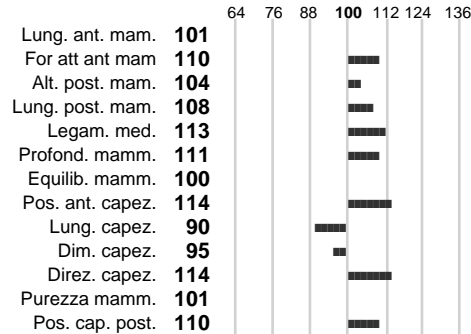 64 76 88 100 112 124 136
Lung. ant. mam. 101
For att ant mam 110
Alt. post. mam. 104
Lung. post. mam. 108
Legam. med. 113
Profond. mamm. 111
Equilib. mamm. 100
Pos. ant. capez. 114
Lung. capez. 90
Dim. capez. 95
Direz. capez. 114
Purezza mamm. 101
Pos. cap. post. 110